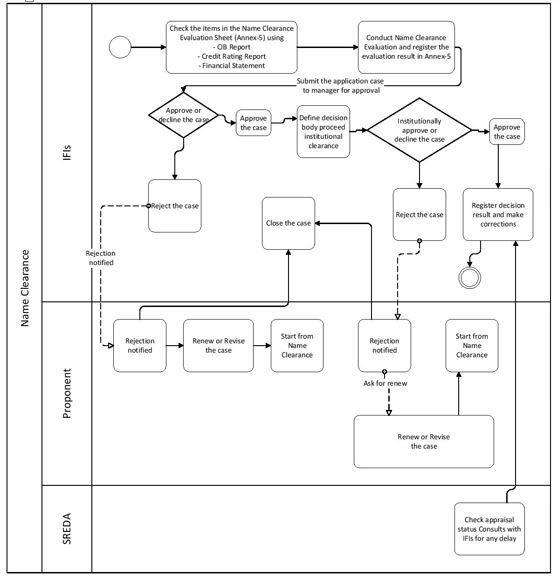 Name Clearance
IFIs
Proponent
SREDA
Check the items in the Name Clearance
Evaluation Sheet (Annex-5) using
- CIB Report
- Credit Rating Report
- Financial Statement
Conduct Name Clearance
Evaluation and register the
evaluation result in Annex-5
Submit the application case
to manager for approval
Approve or
decline the case
Approve
the case
Define decision
body proceed
institutional
clearance
Institutionally
approve or
decline the case
Approve
the case
Reject the case
Close the case
Reject the case
Register decision
result and make
corrections
Rejection
notified
Rejection
notified
Renew or Revise
the case
Start from
Name
Clearance
Rejection
notified
Start from
Name
Clearance
Ask for renew
Renew or Revise
the case
Check appraisal
status Consults with
IFIs for any delay